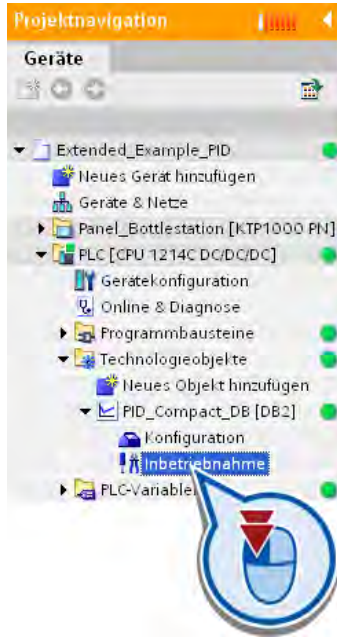 Projektnavigation
Geräte
Extended_Example_PID
Neues Gerät hinzufügen
Geräte & Netze
Panel_Bottlestation [KTP1000 PN]
PLC [CPU 1214C DC/DC/DC]
Gerätekonfiguration
Online & Diagnose
Programmbausteine
Technologieobjekte
Neues Objekt hinzufügen
PID_Compact_DB [DB2]
Konfiguration
Inbetriebnahme
PLC-Variable